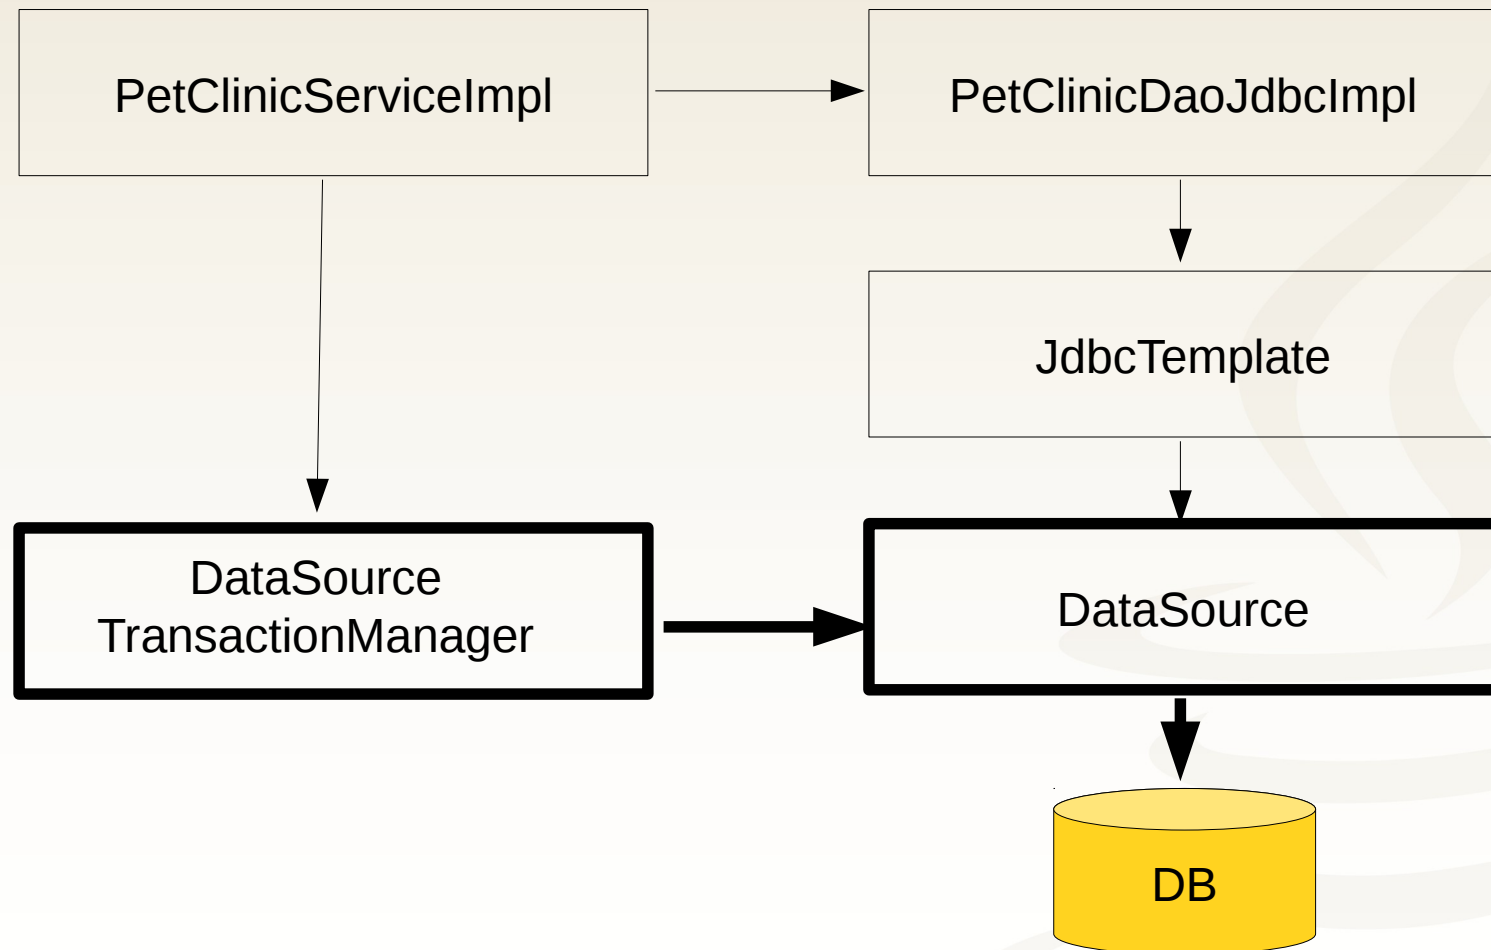 PetClinicServiceImpl
PetClinicDaoJdbcImpl
JdbcTemplate
DataSource
TransactionManager
DataSource
DB